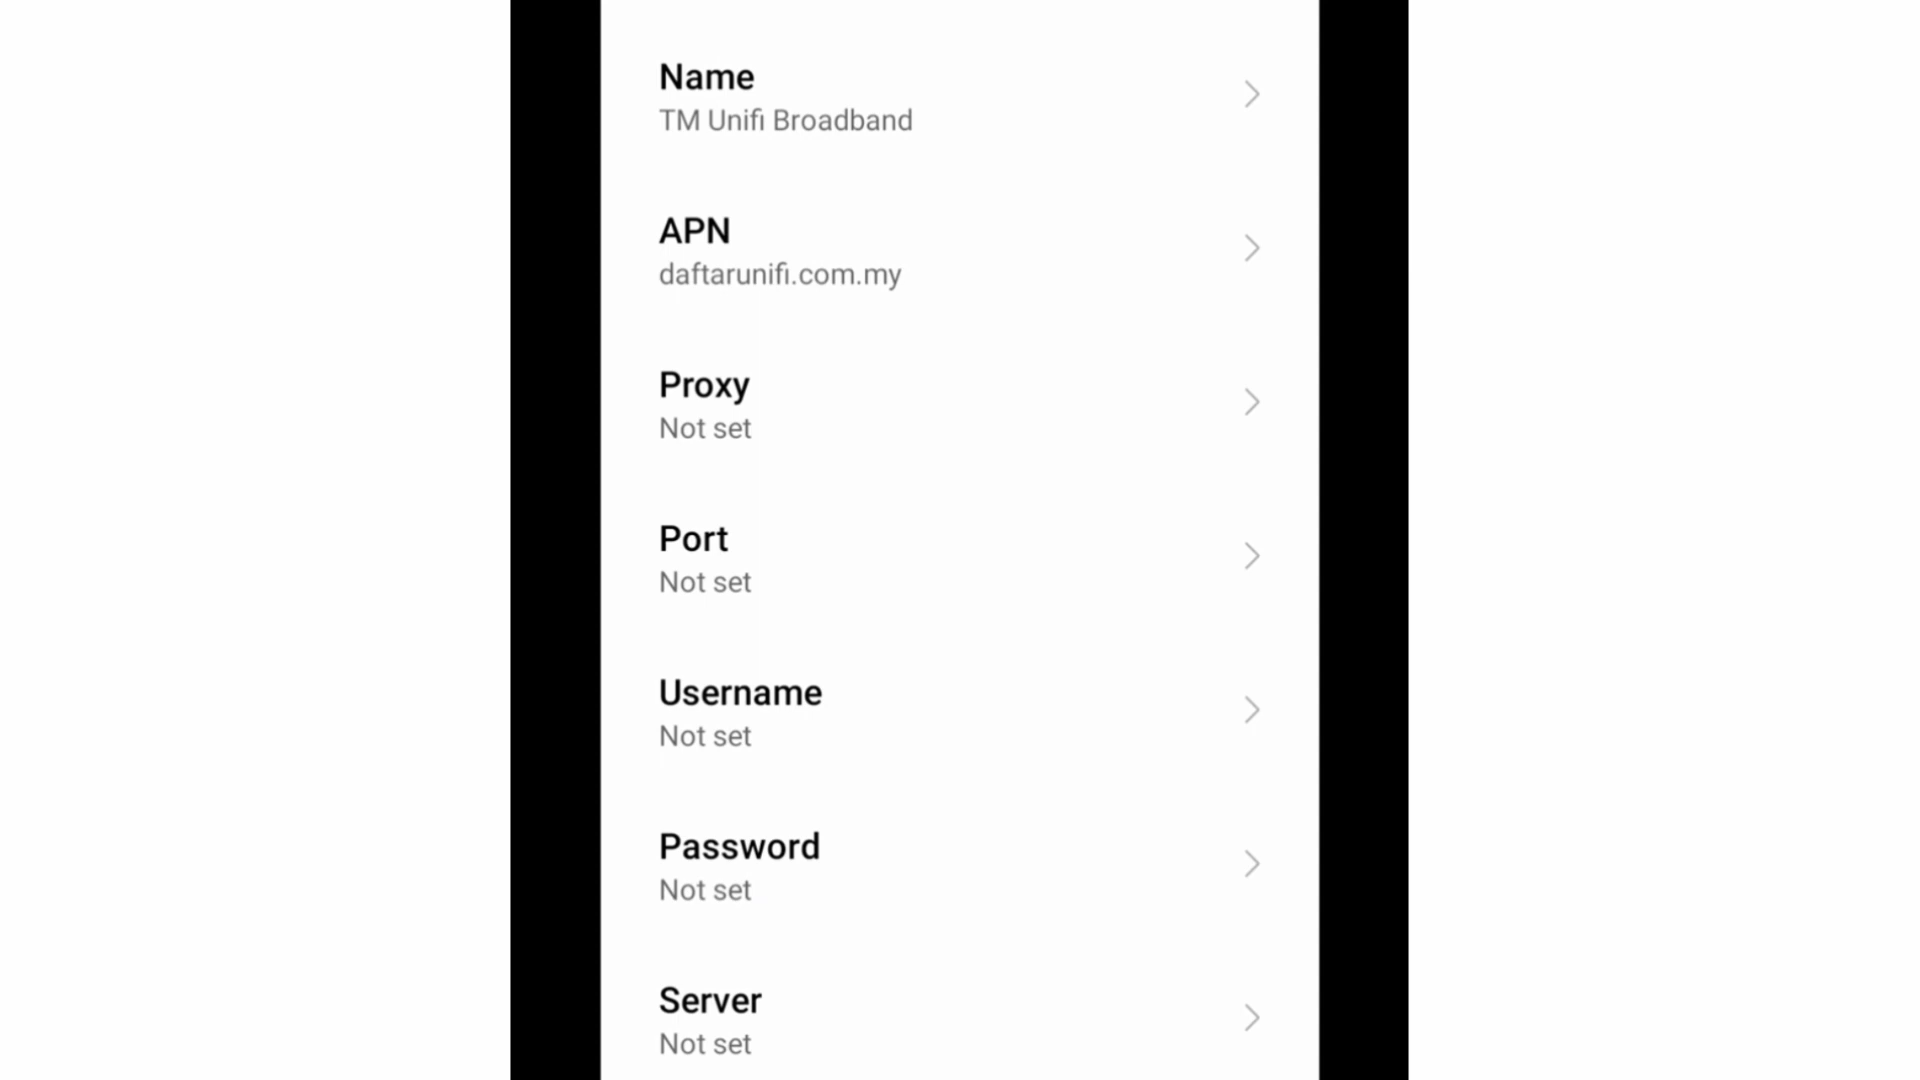 Name
TM Unifi Broadband
APN
daftarunifi.com.my
Proxy
Not set
Port
Not set
Username
Not set
Password
Not set
Server
Not set